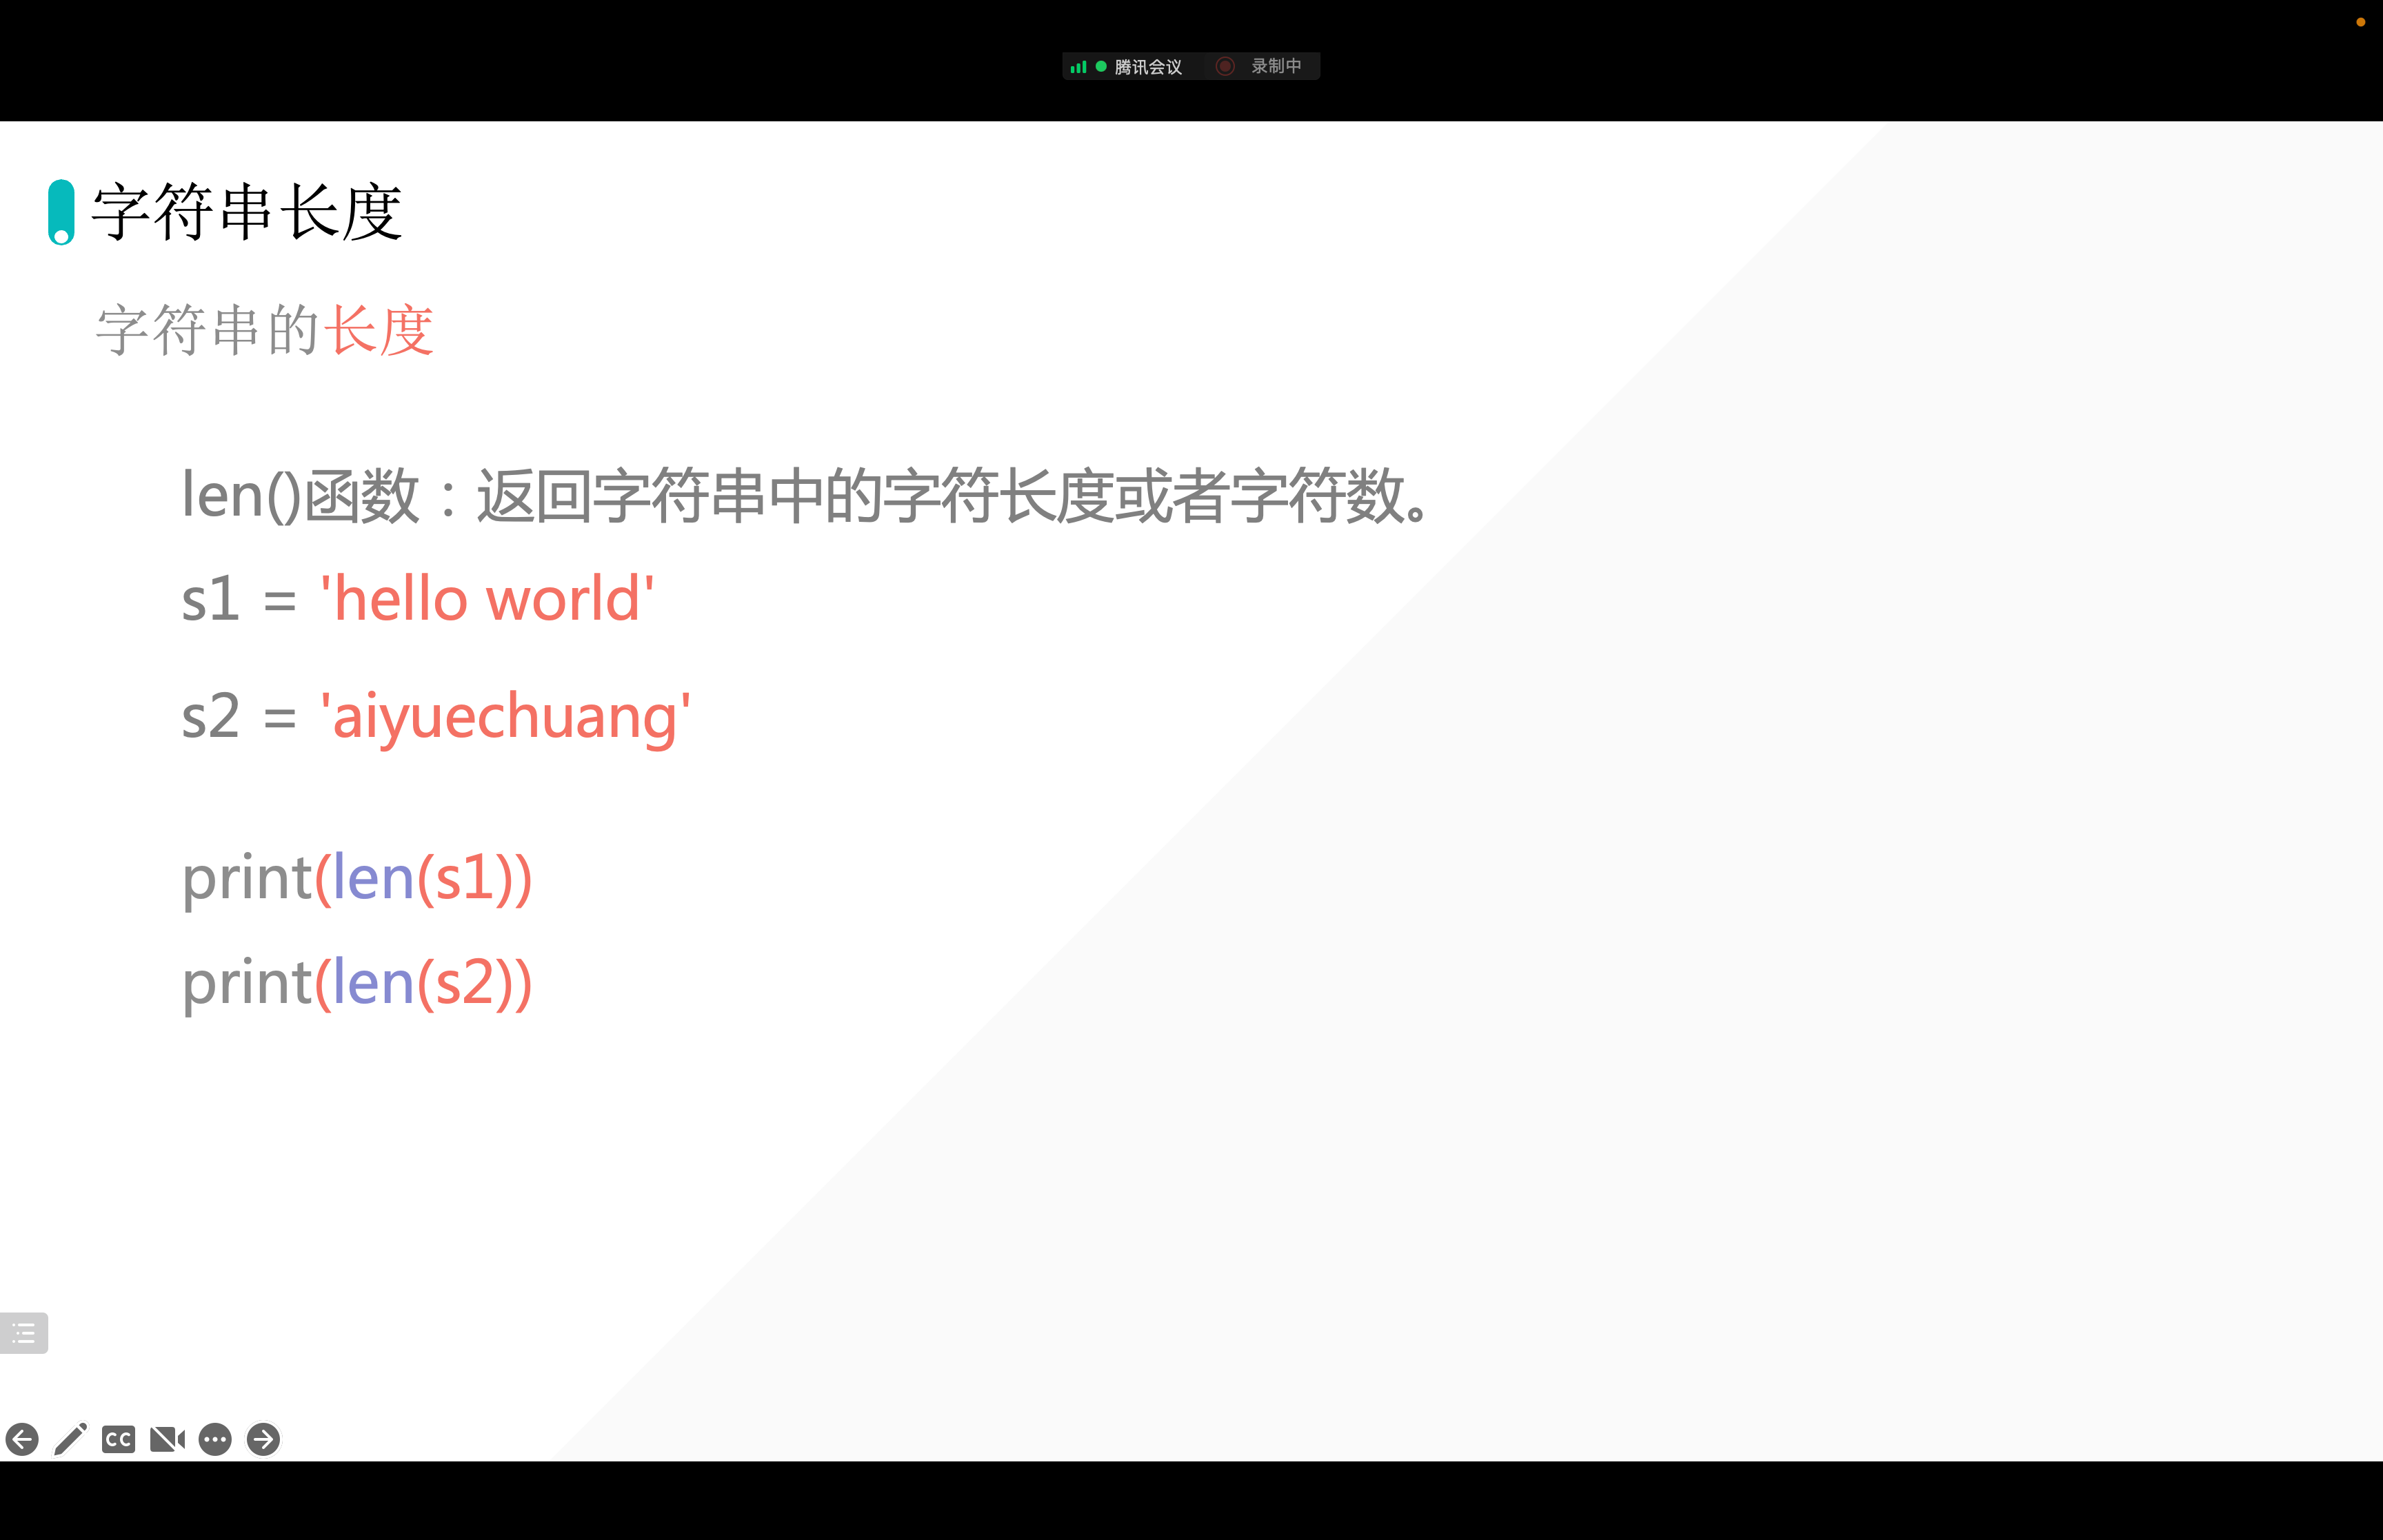 腾讯会议 录制中
字符串长度
字符串的长度
len()函数：返回字符串中的字符长度或者字符数。
s1 = 'hello world'
s2 = 'aiyuechuang'
print(len(s1))
print(len(s2))
CC